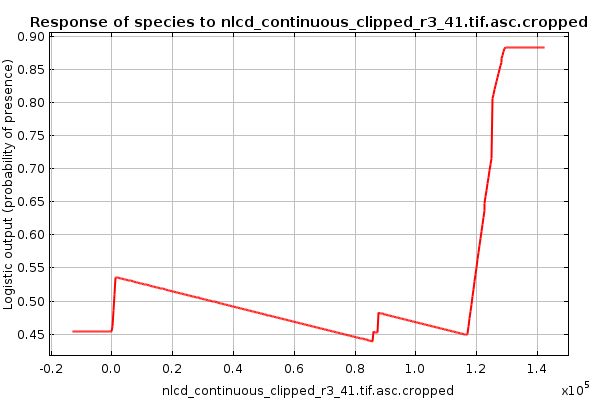 Response of species to nlcd_continuous_clipped_r3_41.tif.asc.cropped
Logistic output (probability of presence)
0.90
0.85
0.80
0.75
0.70
0.65
0.60
0.55
0.50
0.45
-0.2 0.0 0.2 0.4 0.6 0.8 1.0 1.2 1.4
x10^5
nlcd_continuous_clipped_r3_41.tif.asc.cropped